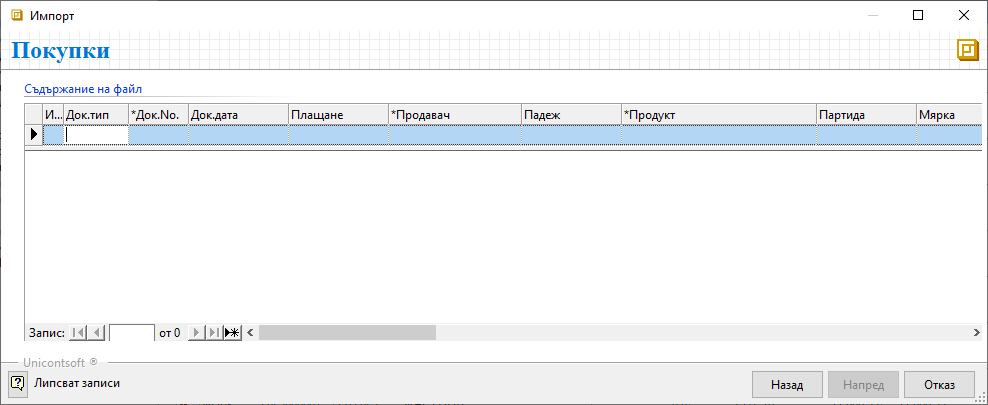 Импорт
Покупки
Съдържание на файл
И... Док.тип *Док.No. Док.дата Плащане *Продавач Падеж *Продукт Партида Мярка
Запис: от 0
Unicontsoft ®
Липсват записи
Назад Напред Отказ